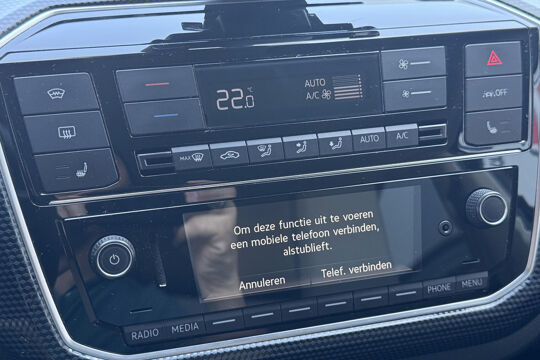 22.0
AUTO
A/C
OFF
MAX
AUTO
A/C
Om deze functie uit te voeren
een mobiele telefoon verbinden,
alstublieft.
Annuleren
Telef. verbinden
RADIO
MEDIA
PHONE
MENU